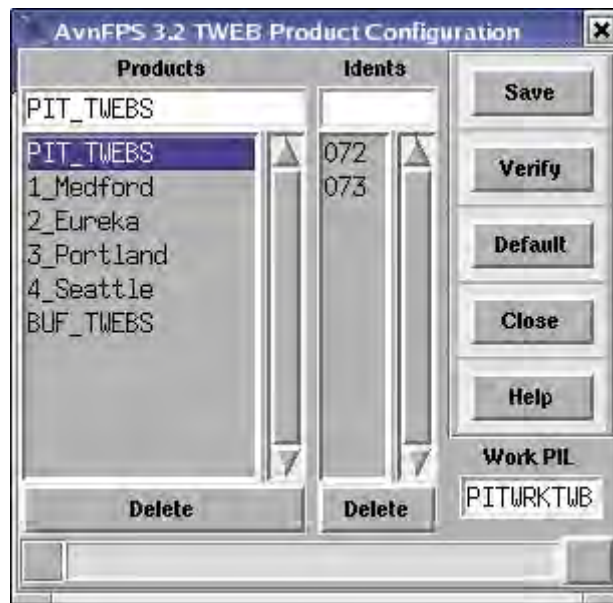 AvnFPS 3.2 TWEB Product Configuration
Products
PIT_TWEBS
PIT_TWEBS
1_Medford
2_Eureka
3_Portland
4_Seattle
BUF_TWEBS
Delete
Idents
072
073
Delete
Save
Verify
Default
Close
Help
Work PIL
PITWRKTWB